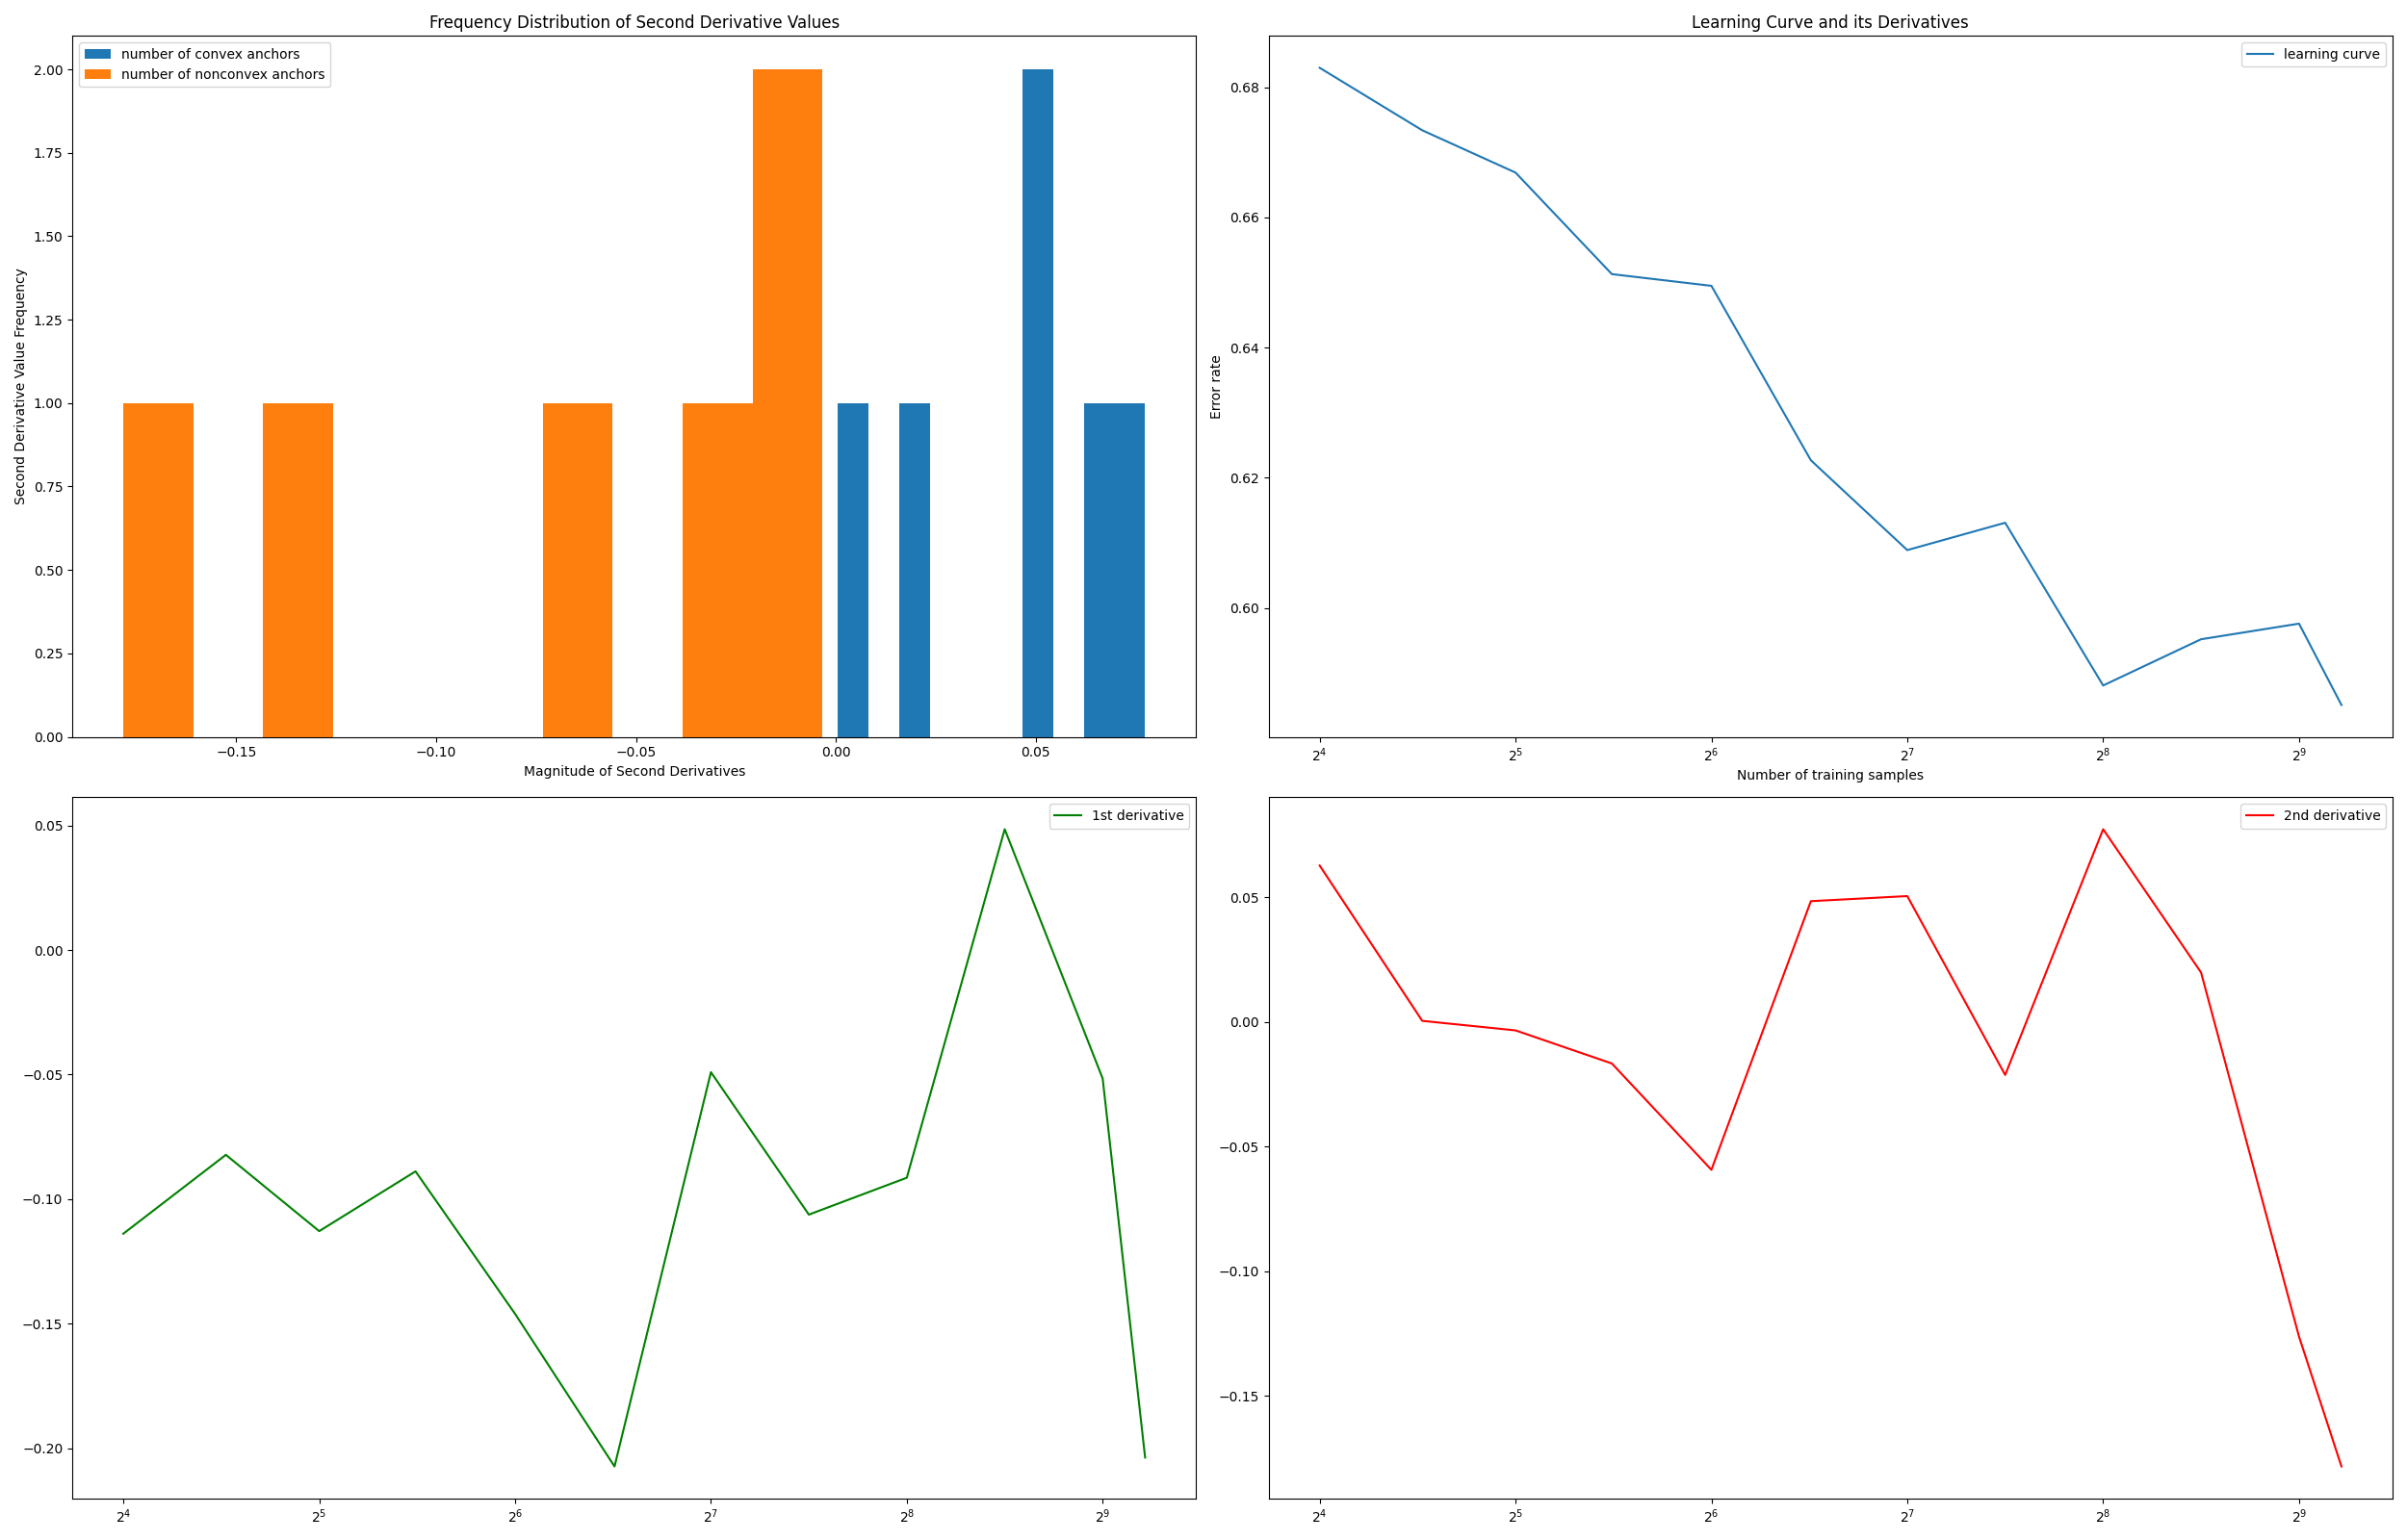 Frequency Distribution of Second Derivative Values
number of convex anchors
number of nonconvex anchors
Second Derivative Value Frequency
2.00
1.75
1.50
1.25
1.00
0.75
0.50
0.25
0.00
−0.15 −0.10 −0.05 0.00 0.05
Magnitude of Second Derivatives
Learning Curve and its Derivatives
learning curve
Error rate
0.68
0.66
0.64
0.62
0.60
2⁴ 2⁵ 2⁶ 2⁷ 2⁸ 2⁹
Number of training samples
1st derivative
0.05
0.00
−0.05
−0.10
−0.15
−0.20
2⁴ 2⁵ 2⁶ 2⁷ 2⁸ 2⁹
2nd derivative
0.05
0.00
−0.05
−0.10
−0.15
2⁴ 2�5 2⁶ 2⁷ 2⁸ 2⁹